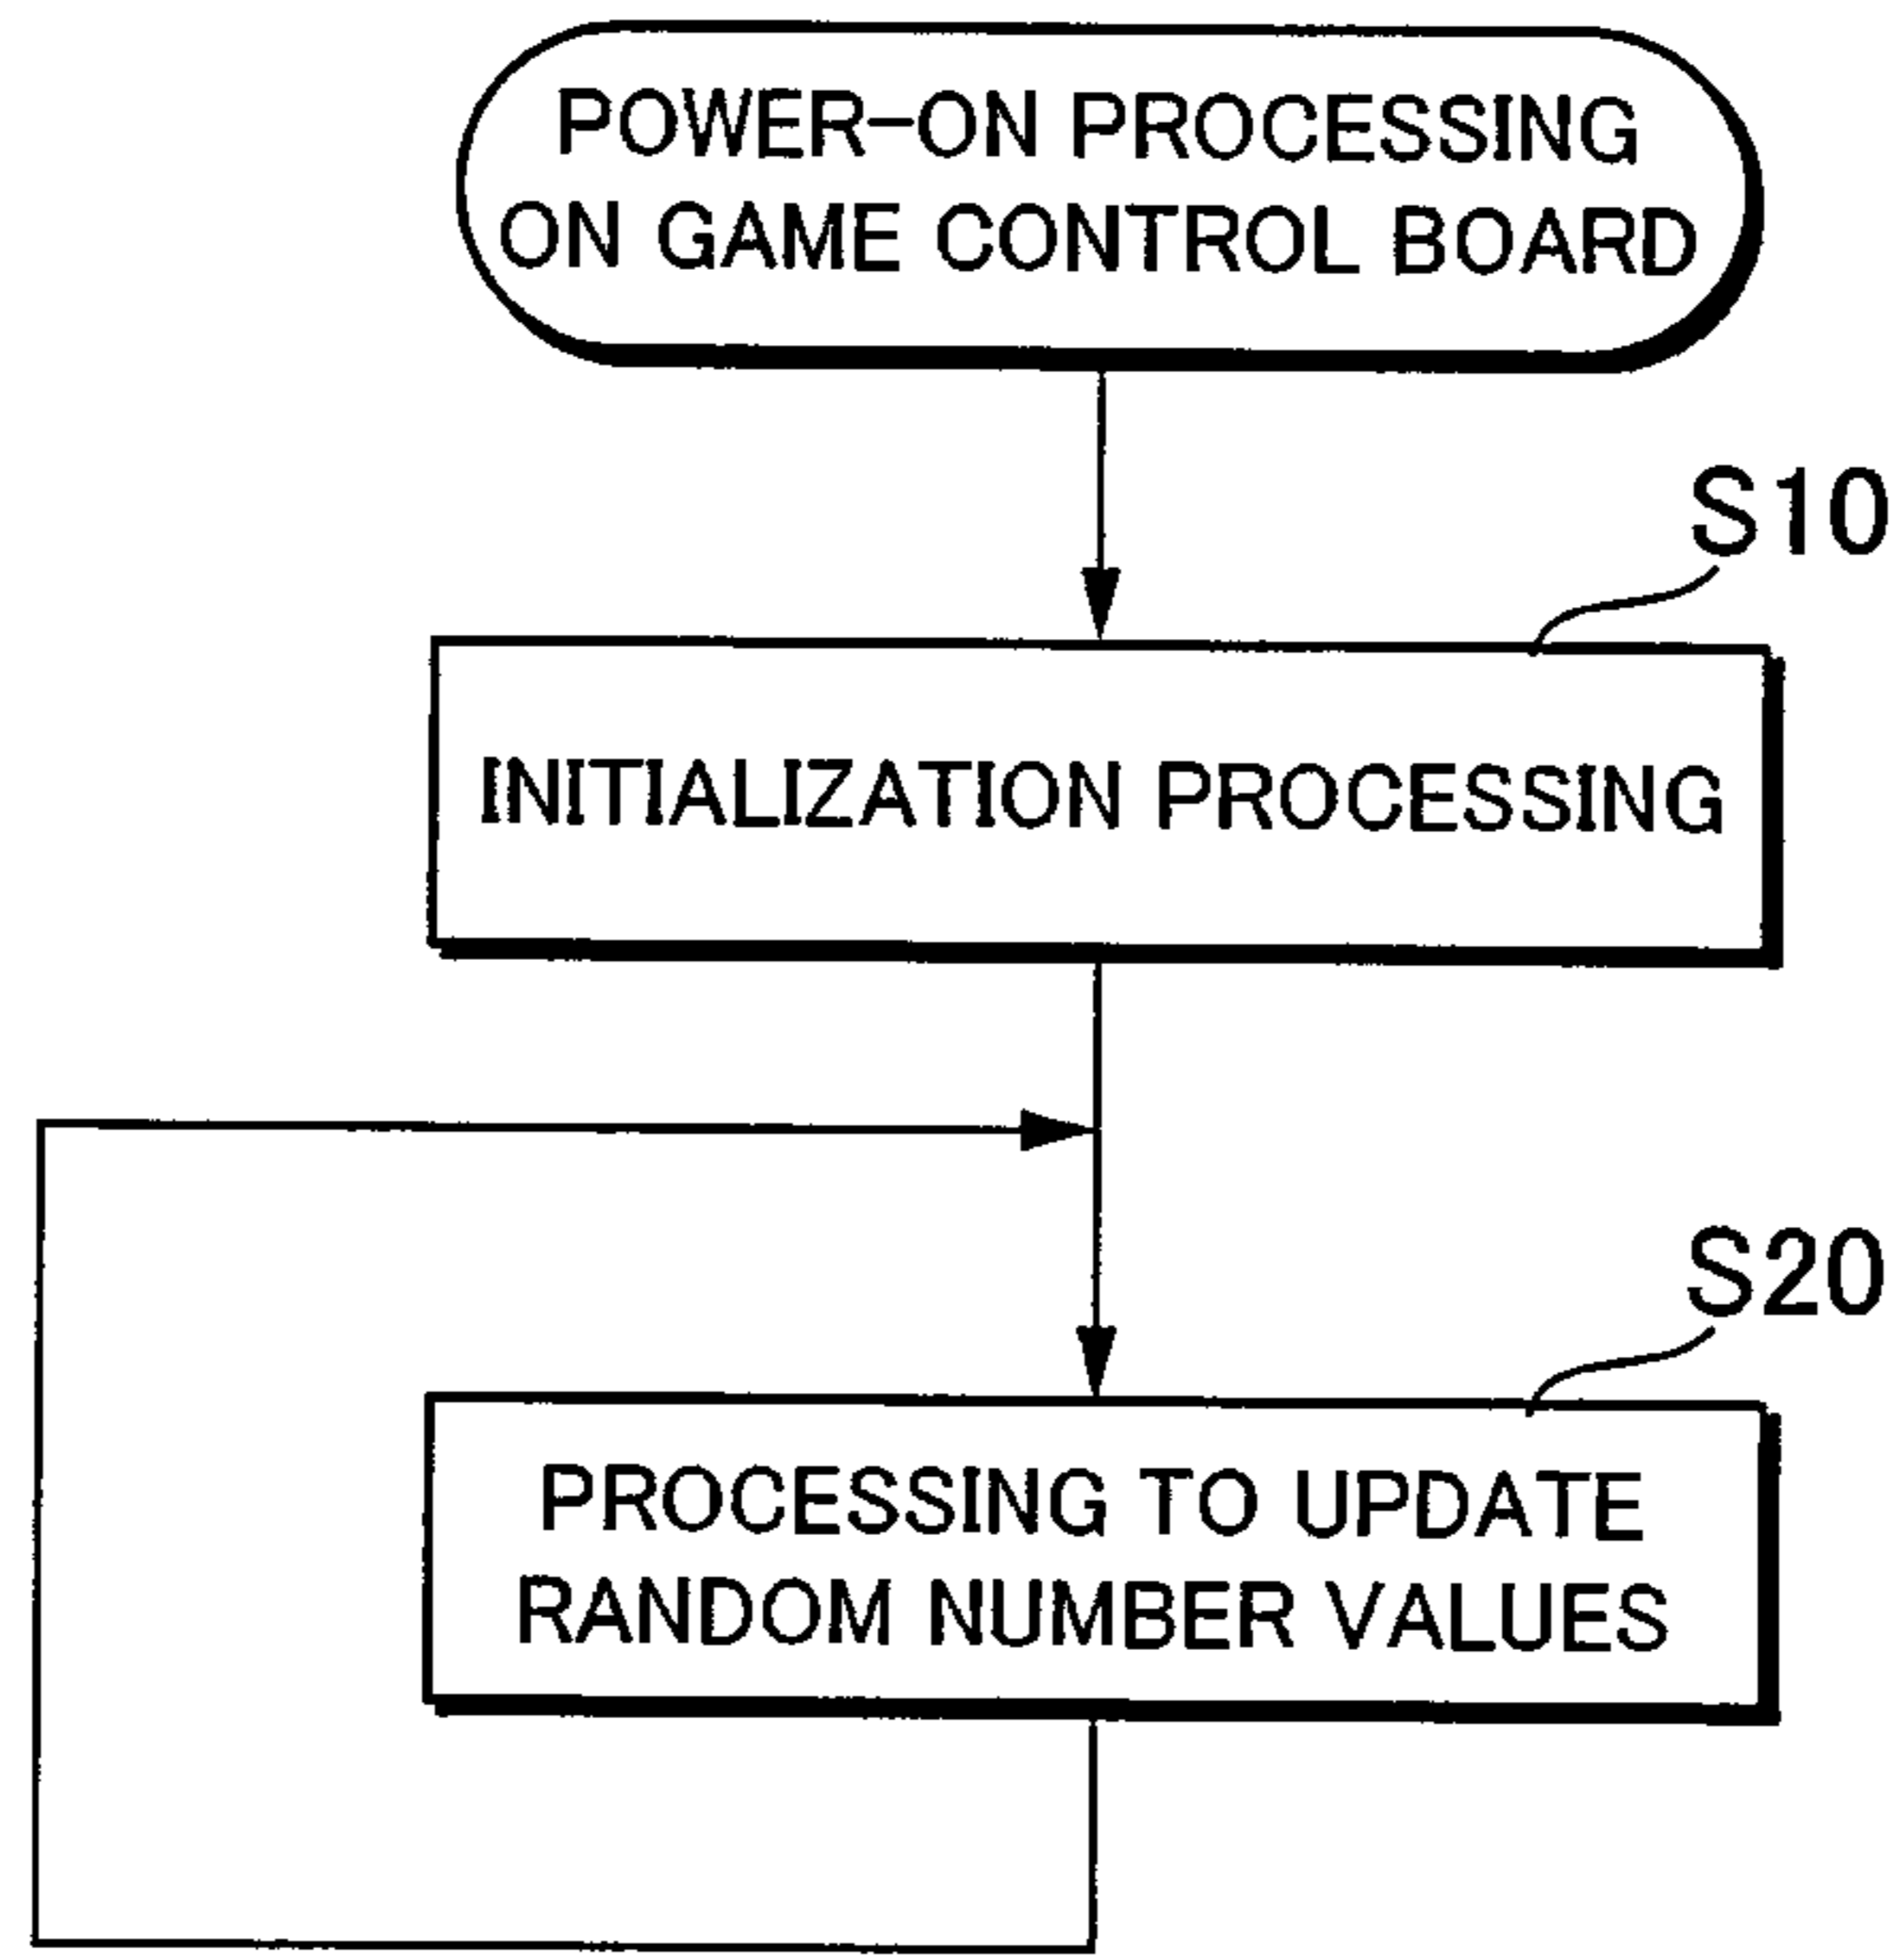 POWER-ON PROCESSING
ON GAME CONTROL BOARD
S10
INITIALIZATION PROCESSING
S20
PROCESSING TO UPDATE
RANDOM NUMBER VALUES